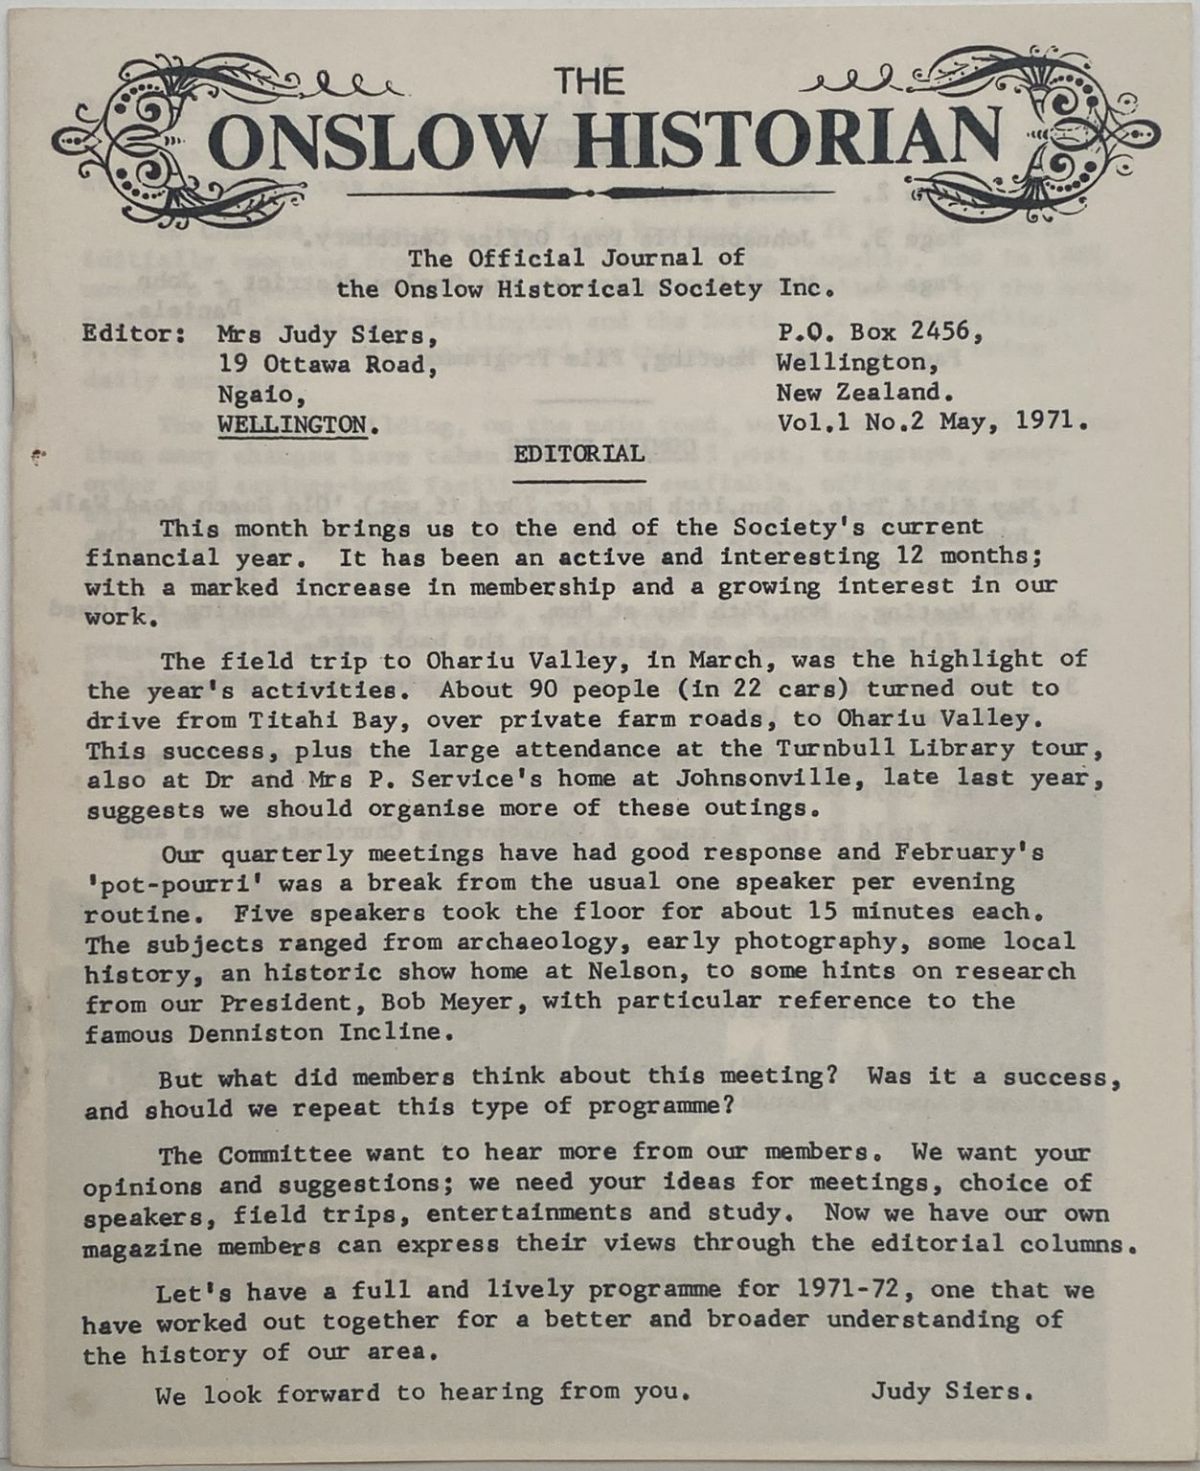 THE
ONSLOW HISTORIAN
The Official Journal of
the Onslow Historical Society Inc.
Editor: Mrs Judy Siers, P.O. Box 2456,
19 Ottawa Road, Wellington,
Ngaio, New Zealand.
WELLINGTON. Vol.1 No.2 May, 1971.
EDITORIAL
This month brings us to the end of the Society's current
financial year. It has been an active and interesting 12 months;
with a marked increase in membership and a growing interest in our
work.
The field trip to Ohariu Valley, in March, was the highlight of
the year's activities. About 90 people (in 22 cars) turned out to
drive from Titahi Bay, over private farm roads, to Ohariu Valley.
This success, plus the large attendance at the Turnbull Library tour,
also at Dr and Mrs P. Service's home at Johnsonville, late last year,
suggests we should organise more of these outings.
Our quarterly meetings have had good response and February's
'pot-pourri' was a break from the usual one speaker per evening
routine. Five speakers took the floor for about 15 minutes each.
The subjects ranged from archaeology, early photography, some local
history, an historic show home at Nelson, to some hints on research
from our President, Bob Meyer, with particular reference to the
famous Denniston Incline.
But what did members think about this meeting? Was it a success,
and should we repeat this type of programme?
The Committee want to hear more from our members. We want your
opinions and suggestions; we need your ideas for meetings, choice of
speakers, field trips, entertainments and study. Now we have our own
magazine members can express their views through the editorial columns.
Let's have a full and lively programme for 1971-72, one that we
have worked out together for a better and broader understanding of
the history of our area.
We look forward to hearing from you. Judy Siers.